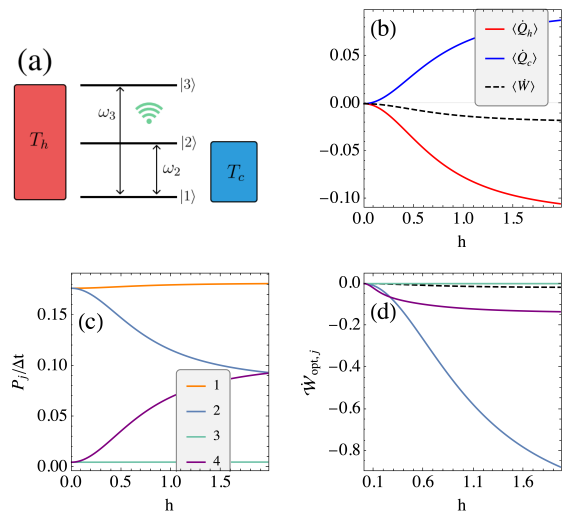 (a)
|3⟩
ω₃
|2⟩
T_h
ω₂
T_c
|1⟩
(b)
⟨Q̇_h⟩
⟨Q̇_c⟩
⟨Ẇ⟩
0.05
0.00
−0.05
−0.10
0.0 0.5 1.0 1.5
h
(c)
P_j/Δt
0.15
0.10
0.05
0.00
1
2
3
4
0.0 0.5 1.0 1.5
h
(d)
𝒲̇_opt,j
0.0
−0.2
−0.4
−0.6
−0.8
0.1 0.6 1.1 1.6
h